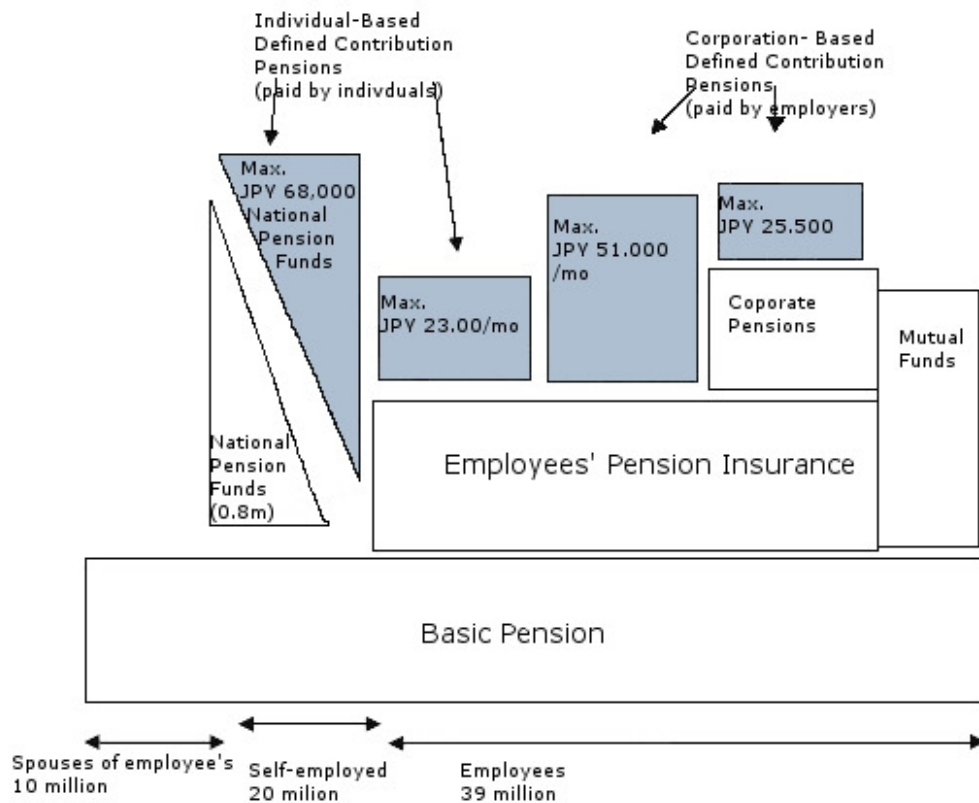 Individual-Based
Defined Contribution
Pensions
(paid by indivduals)
Corporation- Based
Defined Contribution
Pensions
(paid by employers)
Max.
JPY 68,000
National
Pension
Funds
Max.
JPY 23.00/mo
Max.
JPY 51.000
/mo
Max.
JPY 25.500
Coporate
Pensions
Mutual
Funds
National
Pension
Funds
(0.8m)
Employees' Pension Insurance
Basic Pension
Spouses of employee's
10 million
Self-employed
20 milion
Employees
39 million